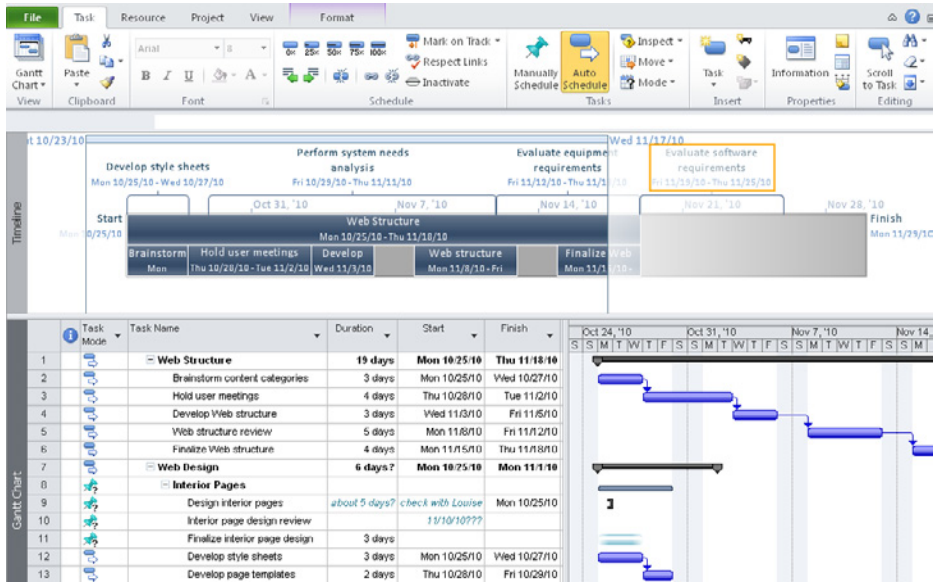 File Task Resource Project View Format
Gantt Chart
Paste
Arial 8
B I U A
0% 25% 50% 75% 100%
Mark on Track
Respect Links
Inactivate
Manually Schedule
Auto Schedule
Inspect
Move
Mode
Task
Information
Scroll to Task
View Clipboard Font Schedule Tasks Insert Properties Editing
Timeline
t 10/23/10
Wed 11/17/10
Develop style sheets
Mon 10/25/10 - Wed 10/27/10
Perform system needs
analysis
Fri 10/29/10 - Thu 11/11/10
Evaluate equipment
requirements
Fri 11/12/10 - Thu 11/1
Evaluate software
requirements
Fri 11/19/10 - Thu 11/25/10
Oct 31, '10 Nov 7, '10 Nov 14, '10 Nov 21, '10 Nov 28, '10
Start
Mon 10/25/10
Web Structure
Mon 10/25/10 - Thu 11/18/10
Finish
Mon 11/29/10
Brainstorm
Mon
Hold user meetings
Thu 10/28/10 - Tue 11/2/10
Develop
Wed 11/3/10
Web structure
Mon 11/8/10 - Fri
Finalize Web
Mon 11/15/10 -
Gantt Chart
Task Mode Task Name Duration Start Finish
Oct 24, '10 Oct 31, '10 Nov 7, '10 Nov 14,
S S M T W T F S S M T W T F S S M T W T F S S M
1 Web Structure 19 days Mon 10/25/10 Thu 11/18/10
2 Brainstorm content categories 3 days Mon 10/25/10 Wed 10/27/10
3 Hold user meetings 4 days Thu 10/28/10 Tue 11/2/10
4 Develop Web structure 3 days Wed 11/3/10 Fri 11/5/10
5 Web structure review 5 days Mon 11/8/10 Fri 11/12/10
6 Finalize Web structure 4 days Mon 11/15/10 Thu 11/18/10
7 Web Design 6 days? Mon 10/25/10 Mon 11/1/10
8 Interior Pages
9 Design interior pages about 5 days? check with Louise Mon 10/25/10
10 Interior page design review 11/10/10???
11 Finalize interior page design 3 days
12 Develop style sheets 3 days Mon 10/25/10 Wed 10/27/10
13 Develop page templates 2 days Thu 10/28/10 Fri 10/29/10